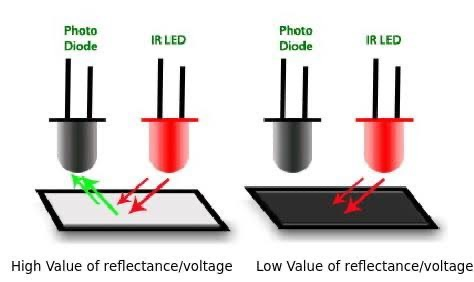 Photo
Diode
IR LED
Photo
Diode
IR LED
High Value of reflectance/voltage
Low Value of reflectance/voltage